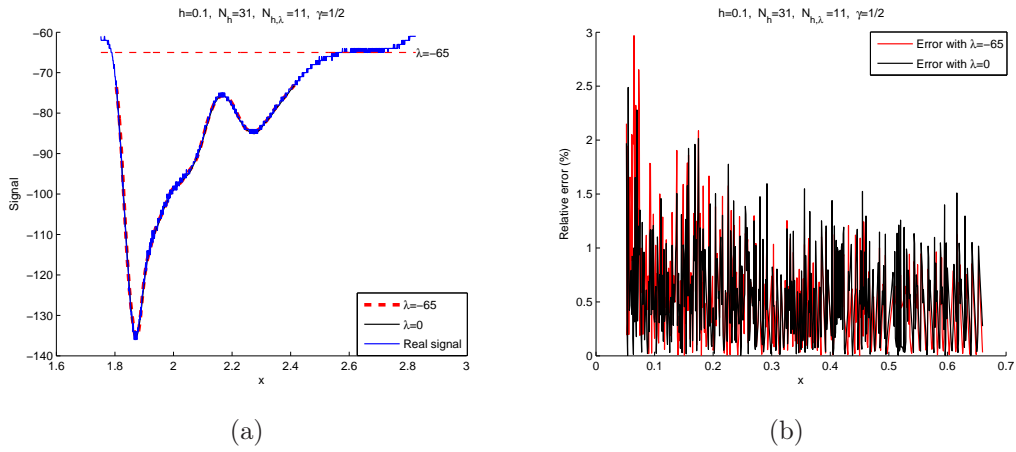 h=0.1, N_h=31, N_{h,λ}=11, γ=1/2
−60
−70
−80
−90
−100
−110
−120
−130
−140
Signal
λ=−65
λ=−65
λ=0
Real signal
1.6
1.8
2
2.2
2.4
2.6
2.8
3
x
(a)
h=0.1, N_h=31, N_{h,λ}=11, γ=1/2
3
2.5
2
1.5
1
0.5
0
Relative error (%)
Error with λ=−65
Error with λ=0
0
0.1
0.2
0.3
0.4
0.5
0.6
0.7
x
(b)